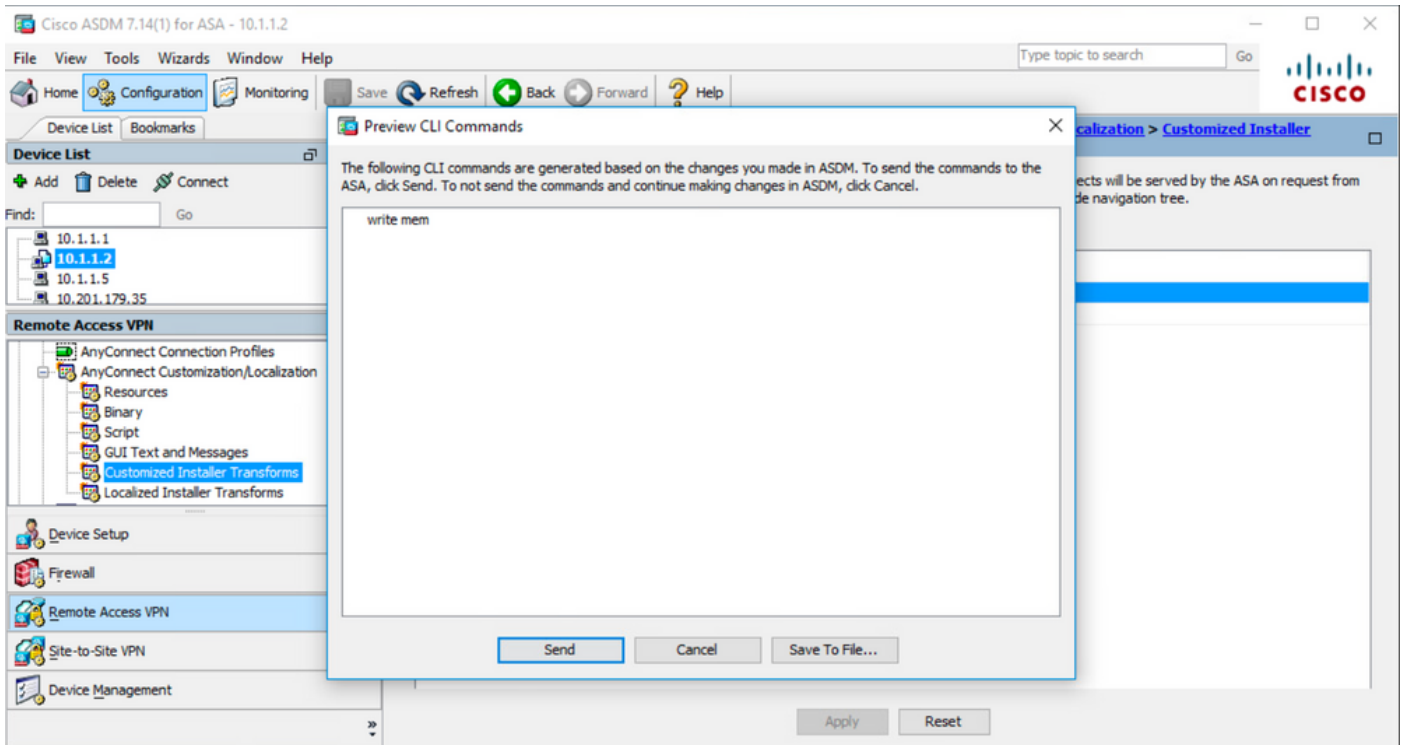 Cisco ASDM 7.14(1) for ASA - 10.1.1.2
File View Tools Wizards Window Help
Type topic to search Go
Home Configuration Monitoring Save Refresh Back Forward Help
CISCO
Device List Bookmarks
Device List
Add Delete Connect
Find: Go
10.1.1.1
10.1.1.2
10.1.1.5
10.201.179.35
Remote Access VPN
AnyConnect Connection Profiles
AnyConnect Customization/Localization
Resources
Binary
Script
GUI Text and Messages
Customized Installer Transforms
Localized Installer Transforms
Device Setup
Firewall
Remote Access VPN
Site-to-Site VPN
Device Management
Preview CLI Commands
The following CLI commands are generated based on the changes you made in ASDM. To send the commands to the
ASA, click Send. To not send the commands and continue making changes in ASDM, click Cancel.
write mem
Send Cancel Save To File...
calization > Customized Installer
ects will be served by the ASA on request from
de navigation tree.
Apply Reset